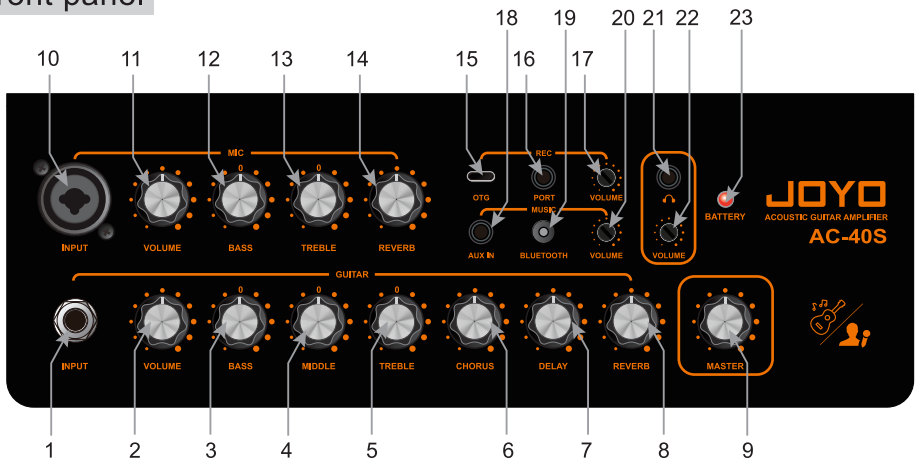 ront panel
10 11 12 13 14 15 16 17 18 19 20 21 22 23
MIC
0 0
REC
INPUT VOLUME BASS TREBLE REVERB
OTG PORT VOLUME
MUSIC
AUX IN BLUETOOTH VOLUME
VOLUME
BATTERY
JOYO
ACOUSTIC GUITAR AMPLIFIER
AC-40S
GUITAR
0 0 0
INPUT VOLUME BASS MIDDLE TREBLE CHORUS DELAY REVERB MASTER
1 2 3 4 5 6 7 8 9